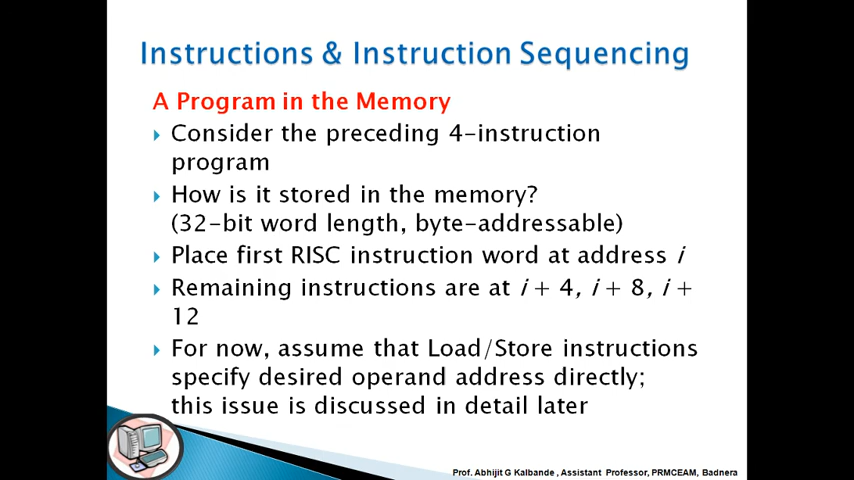 Instructions & Instruction Sequencing
A Program in the Memory
Consider the preceding 4-instruction
program
How is it stored in the memory?
(32-bit word length, byte-addressable)
Place first RISC instruction word at address i
Remaining instructions are at i + 4, i + 8, i +
12
For now, assume that Load/Store instructions
specify desired operand address directly;
this issue is discussed in detail later
Prof. Abhijit G Kalbande , Assistant Professor, PRMCEAM, Badnera